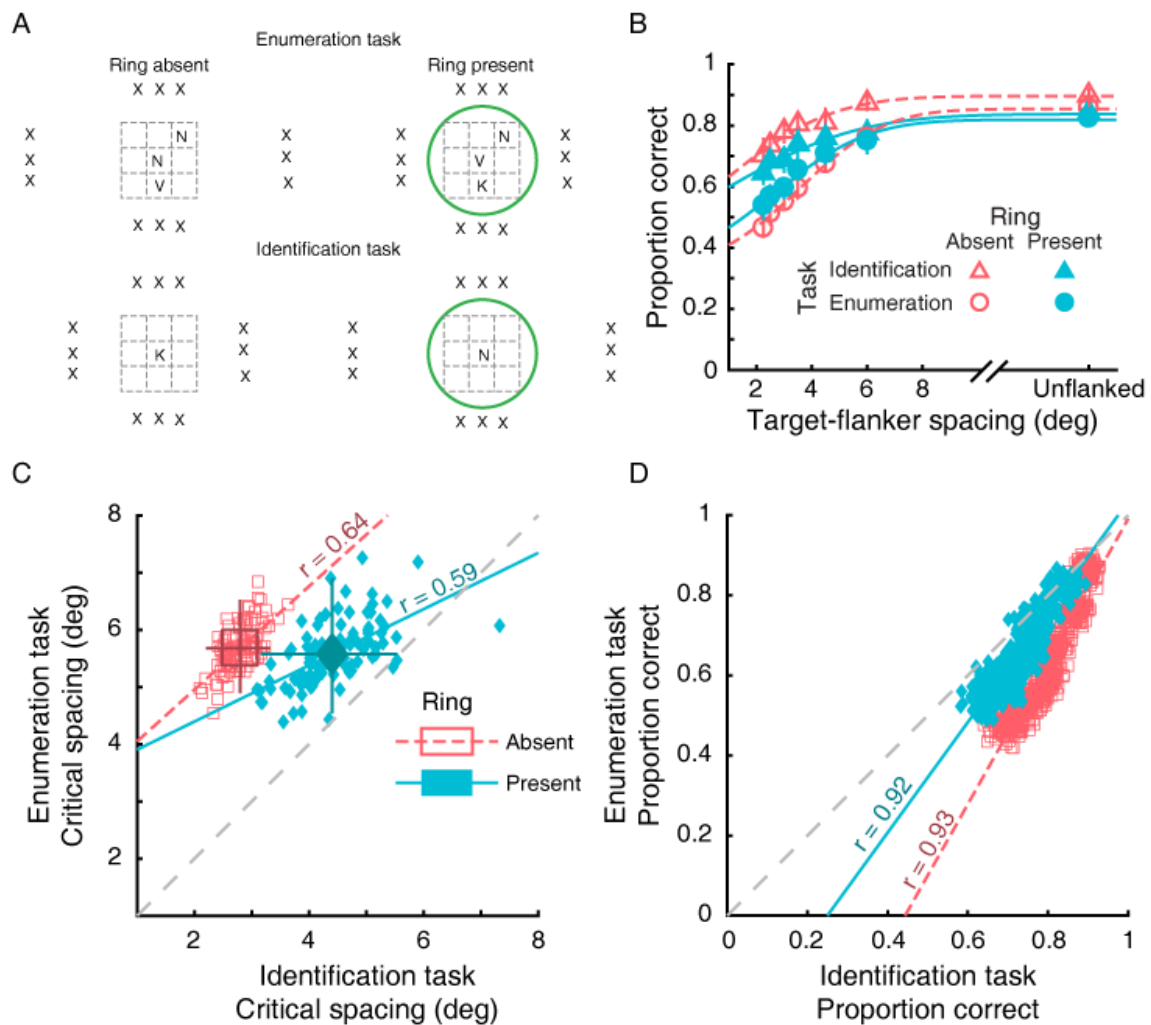 A
Enumeration task
Ring absent
Ring present
X X X
X X X
N
N
X
X
X
X
X
N
V
X
X
X
X
V
K
X
X
X
X X X
X X X
Identification task
X X X
X X X
X
X
X
X
X
K
X
X
N
X
X
X
X
X
X X X
X X X
B
Proportion correct
1
0.8
0.6
0.4
0.2
0
2
4
6
8
Unflanked
Target-flanker spacing (deg)
Ring
Absent Present
Task
Identification
Enumeration
C
Enumeration task
Critical spacing (deg)
8
6
4
2
r = 0.64
r = 0.59
Ring
Absent
Present
2
4
6
8
Identification task
Critical spacing (deg)
D
Enumeration task
Proportion correct
1
0.8
0.6
0.4
0.2
0
r = 0.92
r = 0.93
0
0.2
0.4
0.6
0.8
1
Identification task
Proportion correct